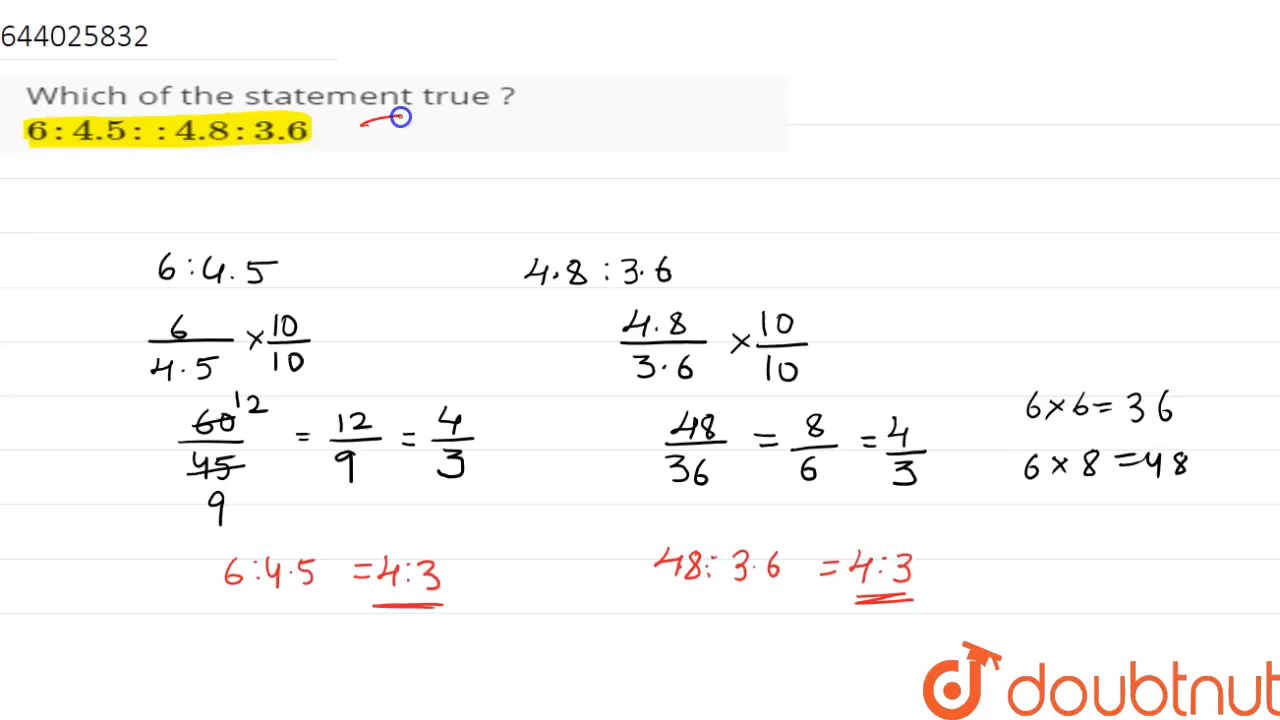 644025832
Which of the statement true ?
6 : 4.5 : : 4.8 : 3.6
6 : 4.5 4.8 : 3.6
6/4.5 × 10/10 4.8/3.6 × 10/10
60/45 12 9 = 12/9 = 4/3 48/36 = 8/6 = 4/3
6 × 6 = 36
6 × 8 = 48
6 : 4.5 = 4 : 3 48 : 3.6 = 4 : 3
doubtnut